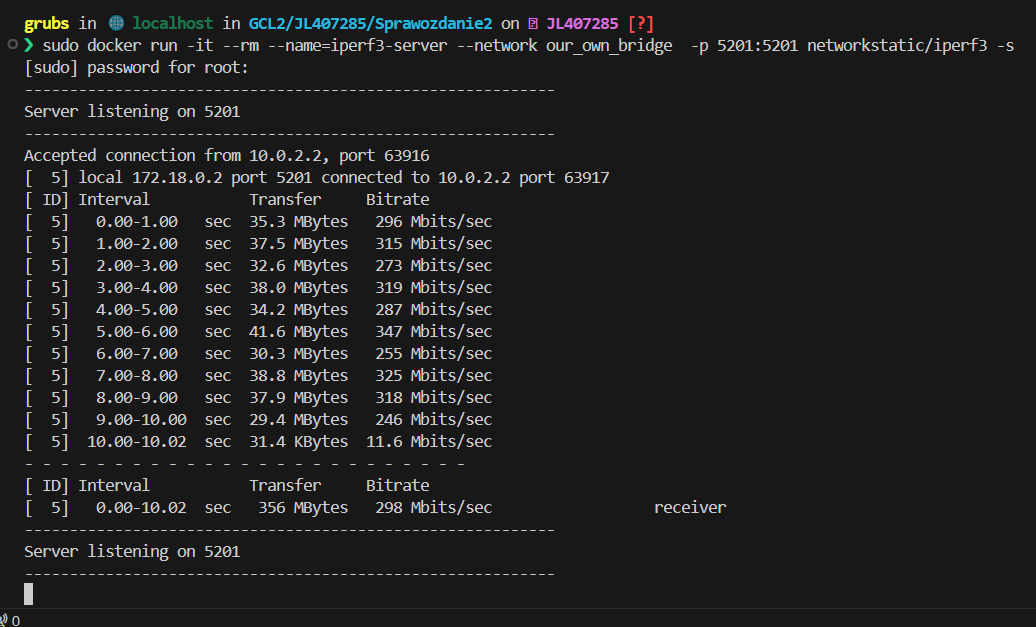 grubs in 🌐 localhost in GCL2/JL407285/Sprawozdanie2 on JL407285 [?]
❯ sudo docker run -it --rm --name=iperf3-server --network our_own_bridge  -p 5201:5201 networkstatic/iperf3 -s
[sudo] password for root:
-----------------------------------------------------------
Server listening on 5201
-----------------------------------------------------------
Accepted connection from 10.0.2.2, port 63916
[  5] local 172.18.0.2 port 5201 connected to 10.0.2.2 port 63917
[ ID] Interval           Transfer     Bitrate
[  5]   0.00-1.00   sec  35.3 MBytes   296 Mbits/sec
[  5]   1.00-2.00   sec  37.5 MBytes   315 Mbits/sec
[  5]   2.00-3.00   sec  32.6 MBytes   273 Mbits/sec
[  5]   3.00-4.00   sec  38.0 MBytes   319 Mbits/sec
[  5]   4.00-5.00   sec  34.2 MBytes   287 Mbits/sec
[  5]   5.00-6.00   sec  41.6 MBytes   347 Mbits/sec
[  5]   6.00-7.00   sec  30.3 MBytes   255 Mbits/sec
[  5]   7.00-8.00   sec  38.8 MBytes   325 Mbits/sec
[  5]   8.00-9.00   sec  37.9 MBytes   318 Mbits/sec
[  5]   9.00-10.00  sec  29.4 MBytes   246 Mbits/sec
[  5]  10.00-10.02  sec  31.4 KBytes  11.6 Mbits/sec
- - - - - - - - - - - - - - - - - - - - - - - - -
[ ID] Interval           Transfer     Bitrate
[  5]   0.00-10.02  sec   356 MBytes   298 Mbits/sec                  receiver
-----------------------------------------------------------
Server listening on 5201
-----------------------------------------------------------
0